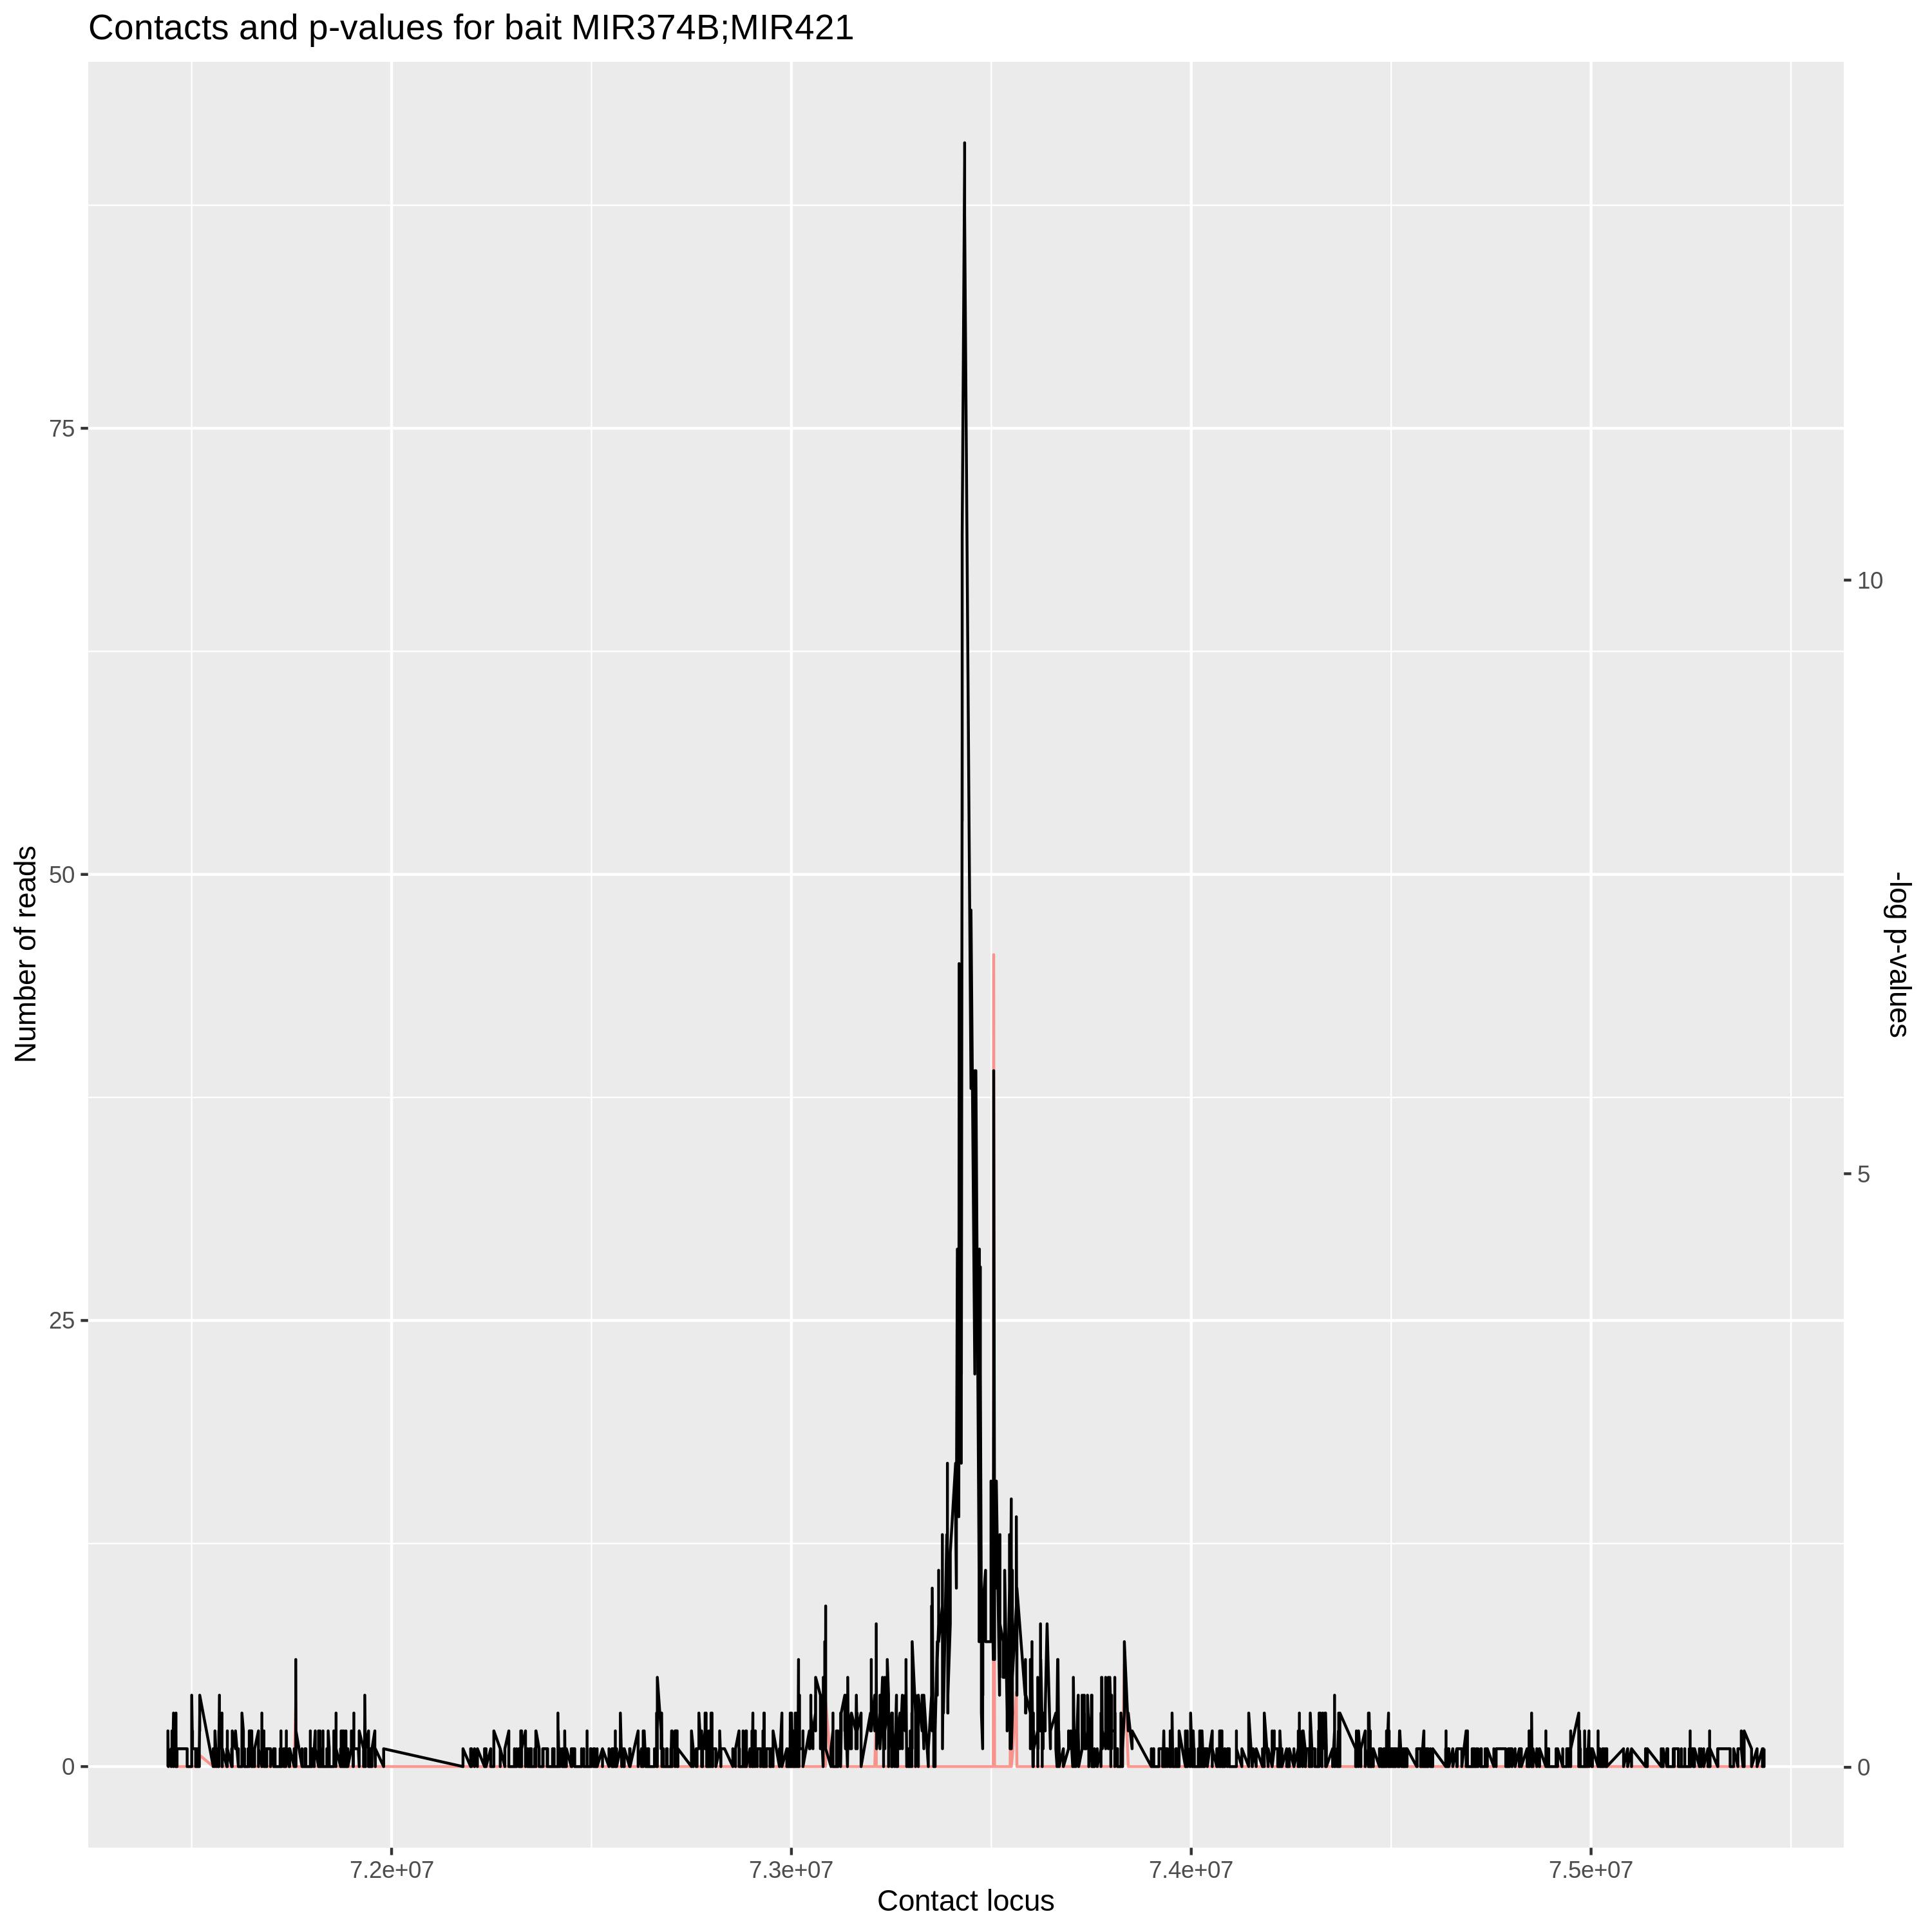 Contacts and p-values for bait MIR374B;MIR421
Number of reads
75
50
25
0
10
5
0
-log p-values
7.2e+07
7.3e+07
7.4e+07
7.5e+07
Contact locus